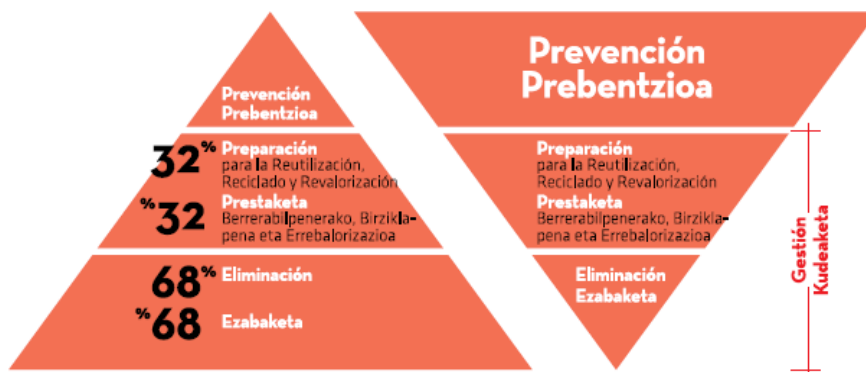 Prevención
Prebentzioa
32%
Preparación
para la Reutilización,
Reciclado y Revalorización
%32
Prestaketa
Berrerabilpenerako, Birzikla-
pena eta Errebalorizazioa
68% Eliminación
%68 Ezabaketa
Prevención
Prebentzioa
Preparación
para la Reutilización,
Reciclado y Revalorización
Prestaketa
Berrerabilpenerako, Birzikla-
pena eta Errebalorizazioa
Eliminación
Ezabaketa
Gestión
Kudeaketa